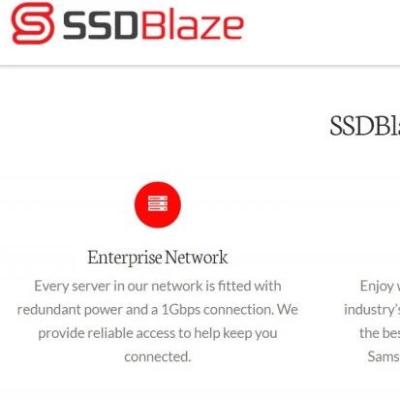 SSDBlaze
SSDBl
Enterprise Network
Every server in our network is fitted with
redundant power and a 1Gbps connection. We
provide reliable access to help keep you
connected.
Enjoy
industry's
the bes
Sams